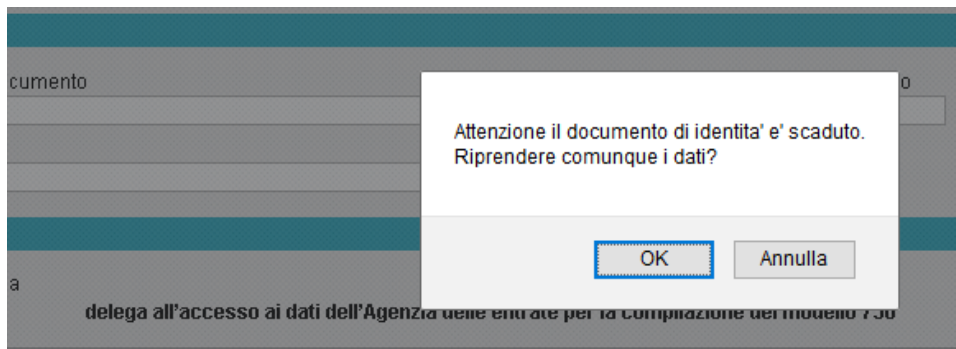 cumento
o
Attenzione il documento di identita' e' scaduto.
Riprendere comunque i dati?
OK Annulla
a
delega all'accesso ai dati dell'Agenzia delle entrate per la compilazione del modello 730